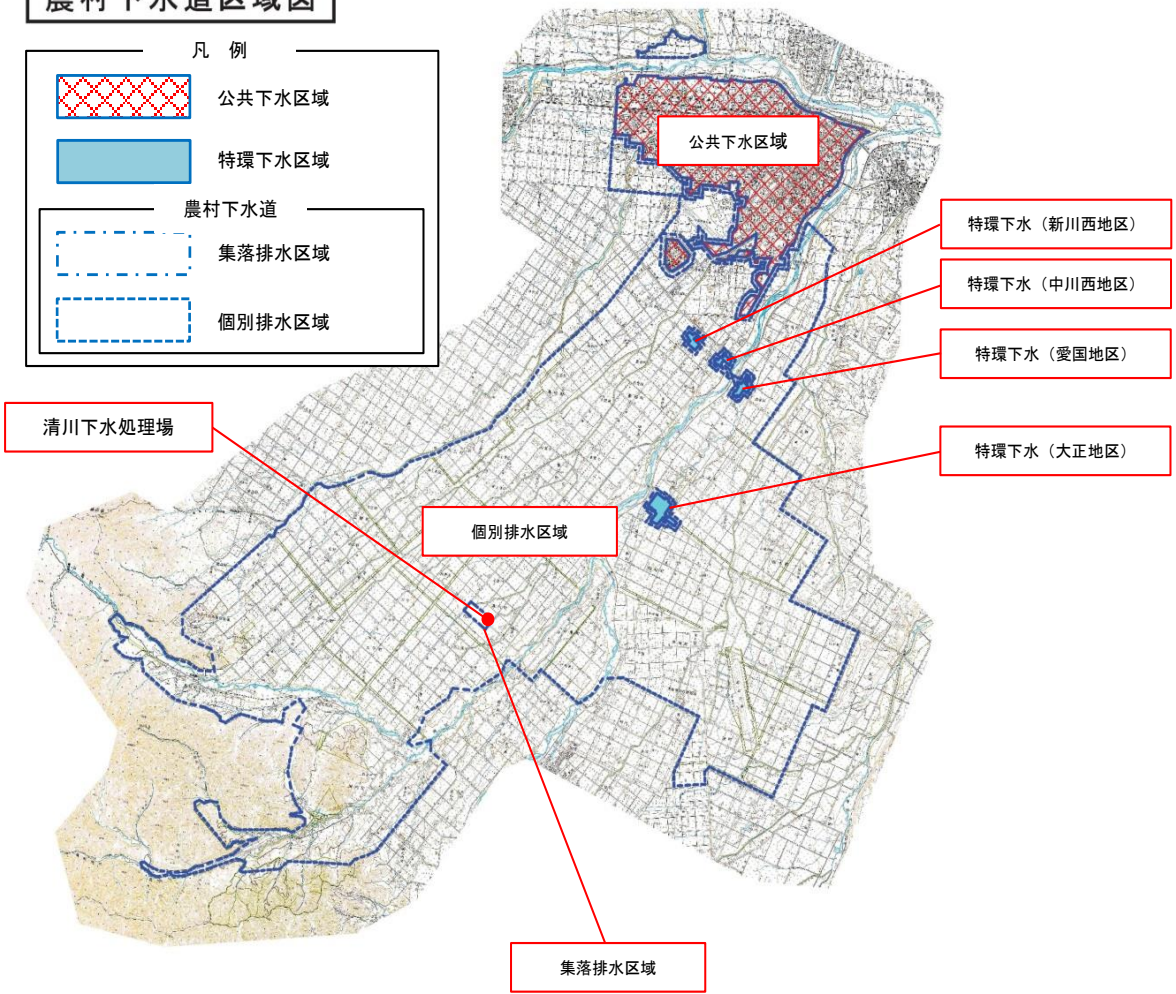 農村下水道区域図
凡 例
公共下水区域
特環下水区域
農村下水道
集落排水区域
個別排水区域
公共下水区域
特環下水（新川西地区）
特環下水（中川西地区）
特環下水（愛国地区）
清川下水処理場
特環下水（大正地区）
個別排水区域
集落排水区域